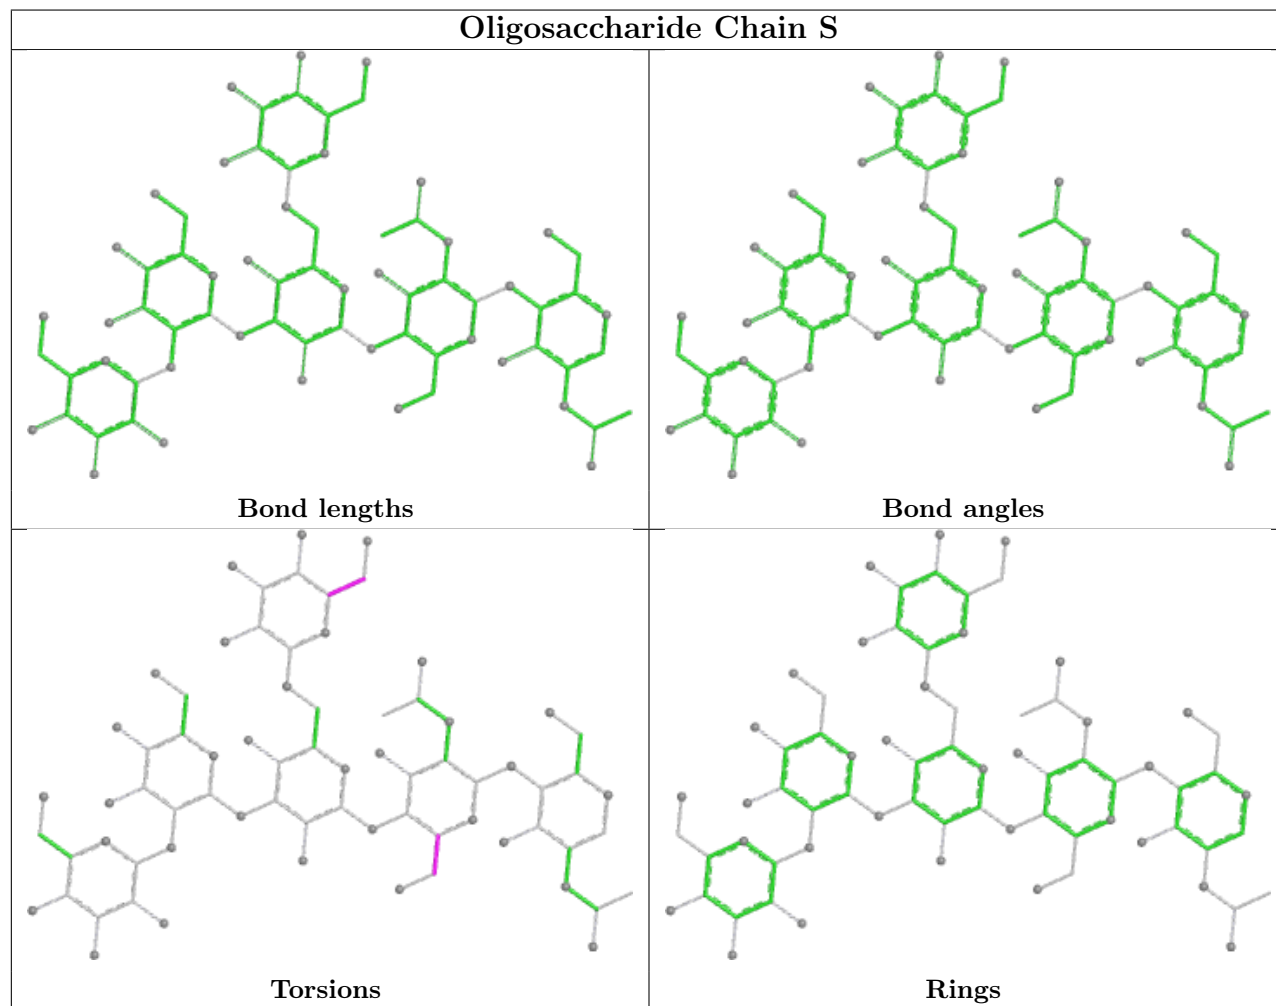 Oligosaccharide Chain S
Bond lengths
Bond angles
Torsions
Rings